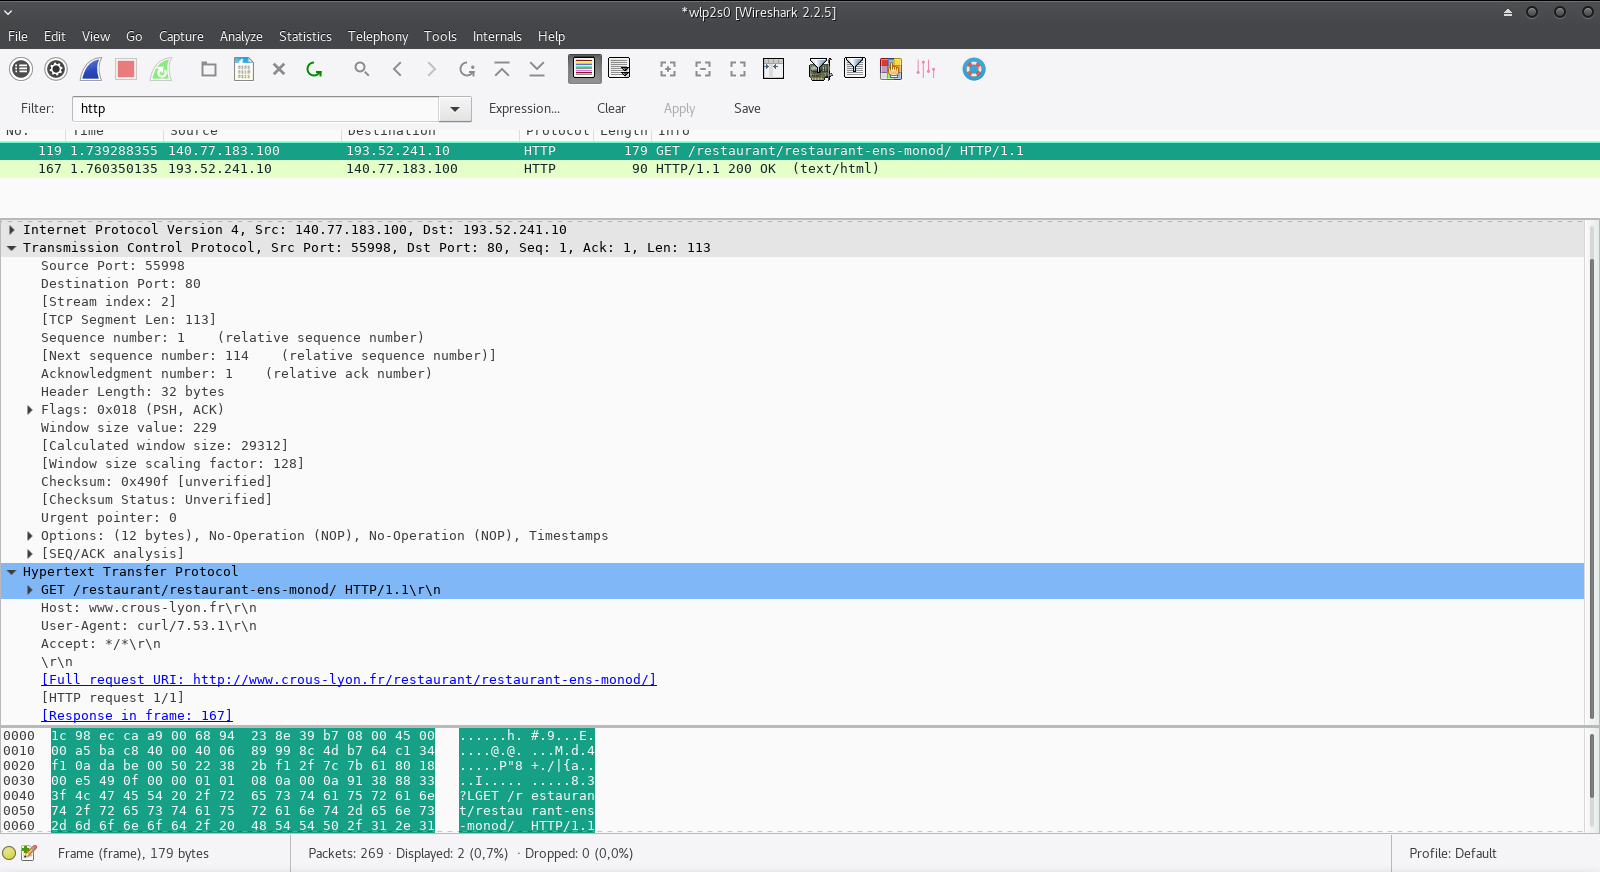 *wlp2s0 [Wireshark 2.2.5]
File Edit View Go Capture Analyze Statistics Telephony Tools Internals Help
Filter: http Expression... Clear Apply Save
No. Time Source Destination Protocol Length Info
119 1.739288355 140.77.183.100 193.52.241.10 HTTP 179 GET /restaurant/restaurant-ens-monod/ HTTP/1.1
167 1.760350135 193.52.241.10 140.77.183.100 HTTP 90 HTTP/1.1 200 OK (text/html)
Internet Protocol Version 4, Src: 140.77.183.100, Dst: 193.52.241.10
Transmission Control Protocol, Src Port: 55998, Dst Port: 80, Seq: 1, Ack: 1, Len: 113
Source Port: 55998
Destination Port: 80
[Stream index: 2]
[TCP Segment Len: 113]
Sequence number: 1 (relative sequence number)
[Next sequence number: 114 (relative sequence number)]
Acknowledgment number: 1 (relative ack number)
Header Length: 32 bytes
Flags: 0x018 (PSH, ACK)
Window size value: 229
[Calculated window size: 29312]
[Window size scaling factor: 128]
Checksum: 0x490f [unverified]
[Checksum Status: Unverified]
Urgent pointer: 0
Options: (12 bytes), No-Operation (NOP), No-Operation (NOP), Timestamps
[SEQ/ACK analysis]
Hypertext Transfer Protocol
GET /restaurant/restaurant-ens-monod/ HTTP/1.1\r\n
Host: www.crous-lyon.fr\r\n
User-Agent: curl/7.53.1\r\n
Accept: */*\r\n
\r\n
[Full request URI: http://www.crous-lyon.fr/restaurant/restaurant-ens-monod/]
[HTTP request 1/1]
[Response in frame: 167]
0000 1c 98 ec ca a9 00 68 94 23 8e 39 b7 08 00 45 00 ......h. #.9...E.
0010 00 a5 ba c8 40 00 40 06 89 99 8c 4d b7 64 c1 34 ....@.@. ...M.d.4
0020 f1 0a da be 00 50 22 38 2b f1 2f 7c 7b 61 80 18 .....P"8 +./|{a..
0030 00 e5 49 0f 00 00 01 01 08 0a 00 0a 91 38 88 33 ..I..... .....8.3
0040 3f 4c 47 45 54 20 2f 72 65 73 74 61 75 72 61 6e ?LGET /r estauran
0050 74 2f 72 65 73 74 61 75 72 61 6e 74 2d 65 6e 73 t/restau rant-ens
0060 2d 6d 6f 6e 6f 64 2f 20 48 54 54 50 2f 31 2e 31 -monod/ HTTP/1.1
Frame (frame), 179 bytes Packets: 269 · Displayed: 2 (0,7%) · Dropped: 0 (0,0%) Profile: Default